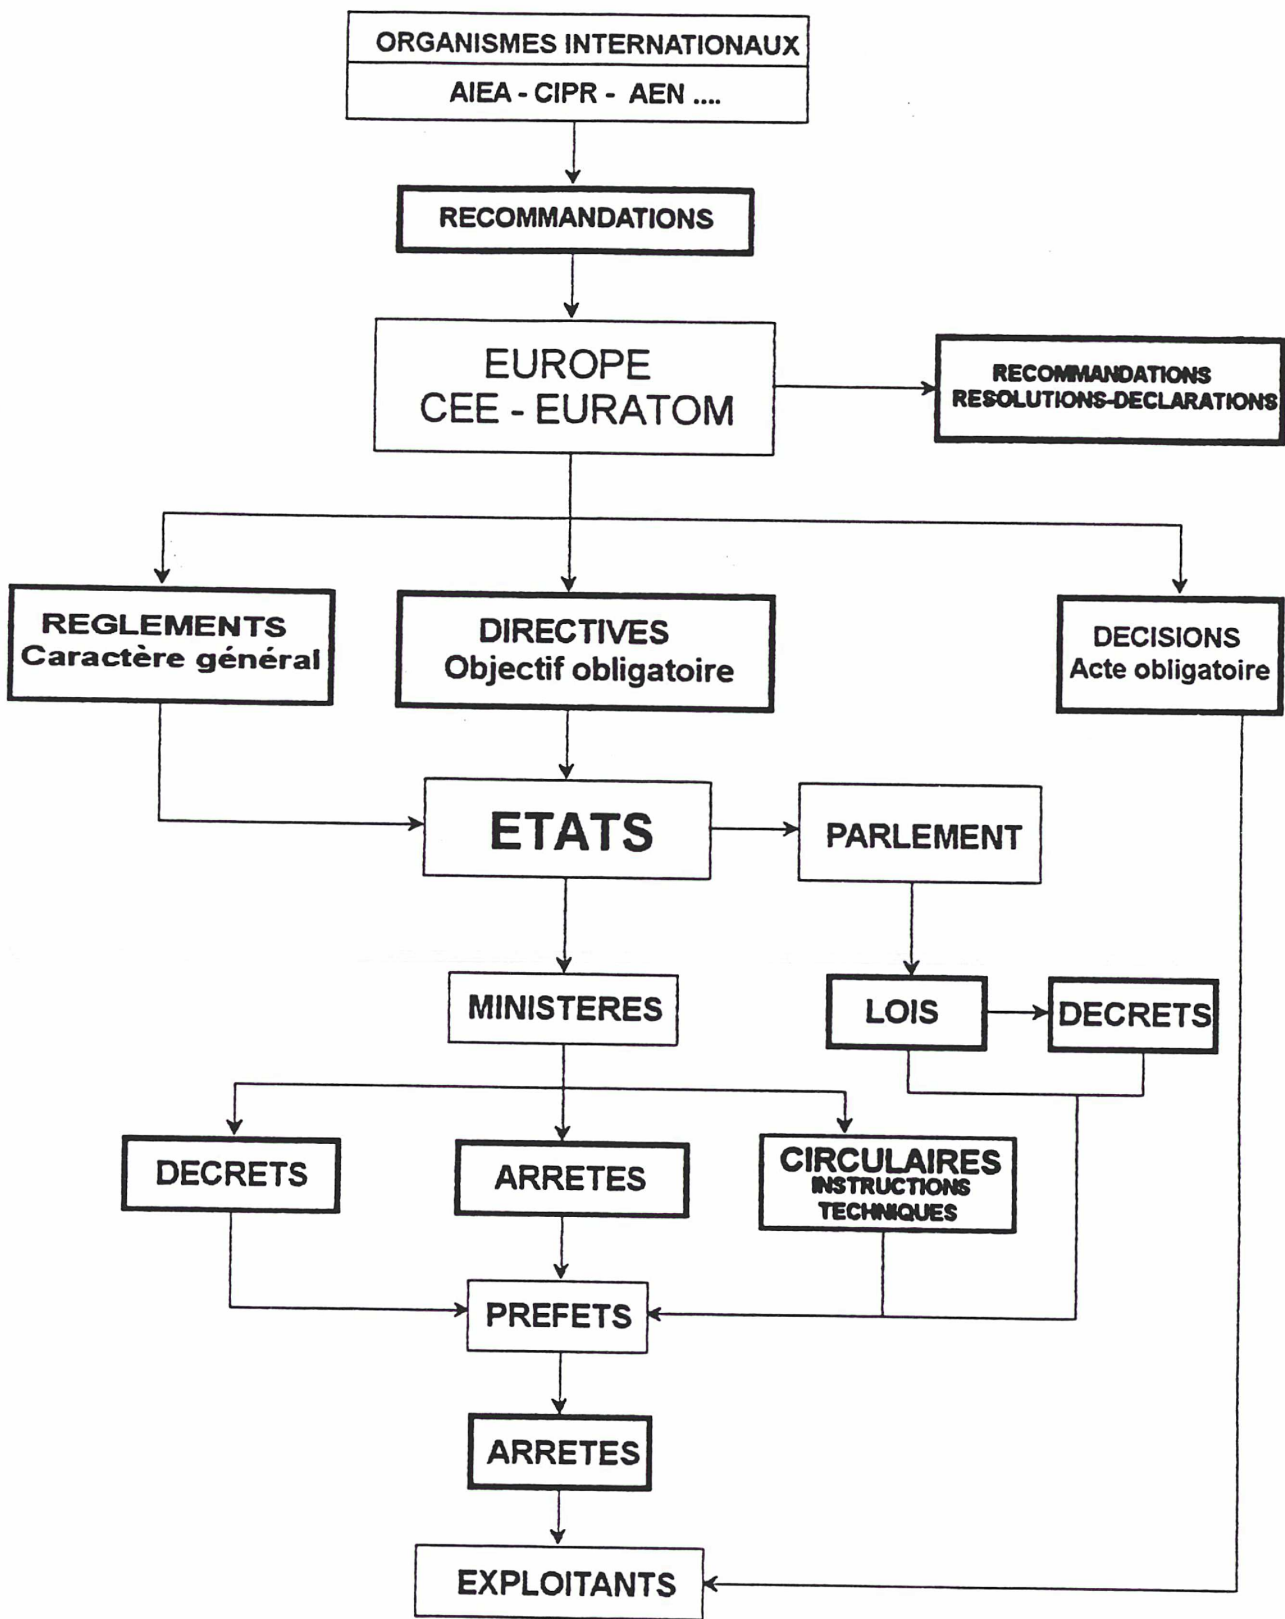 ORGANISMES INTERNATIONAUX
AIEA - CIPR - AEN ....
RECOMMANDATIONS
EUROPE
CEE - EURATOM
RECOMMANDATIONS
RESOLUTIONS-DECLARATIONS
REGLEMENTS
Caractère général
DIRECTIVES
Objectif obligatoire
DECISIONS
Acte obligatoire
ETATS
PARLEMENT
MINISTERES
LOIS
DECRETS
DECRETS
ARRETES
CIRCULAIRES
INSTRUCTIONS
TECHNIQUES
PREFETS
ARRETES
EXPLOITANTS